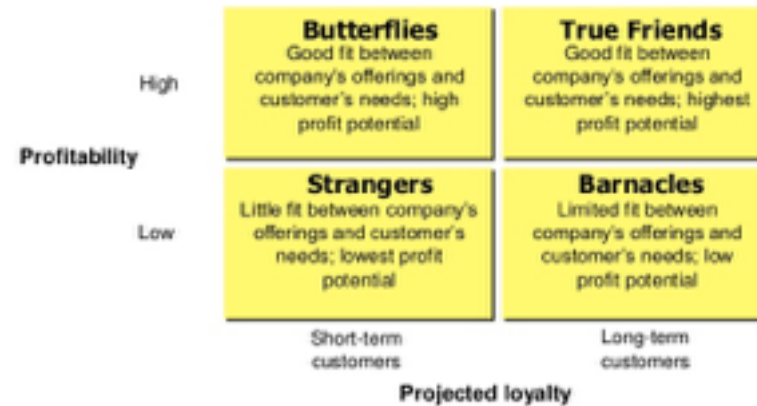 Butterflies
Good fit between
company's offerings and
customer's needs; high
profit potential
True Friends
Good fit between
company's offerings and
customer's needs; highest
profit potential
High
Profitability
Strangers
Little fit between company's
offerings and customer's
needs; lowest profit
potential
Barnacles
Limited fit between
company's offerings and
customer's needs; low
profit potential
Low
Short-term
customers
Long-term
customers
Projected loyalty